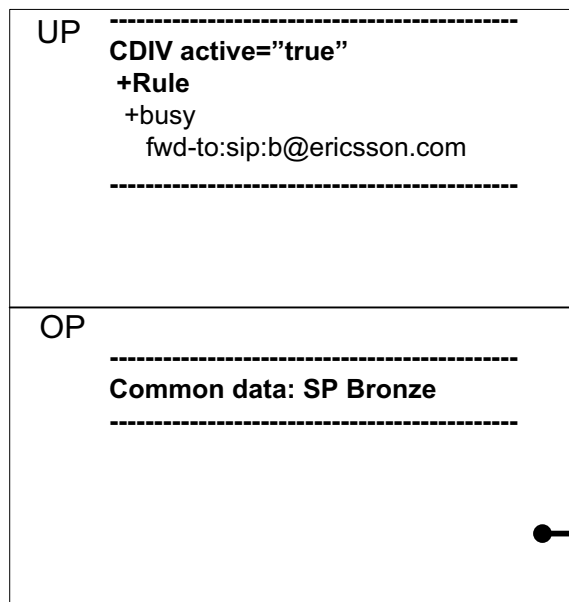 UP
----------------------------------------------
CDIV active=”true”
+Rule
+busy
fwd-to:sip:b@ericsson.com
----------------------------------------------
OP
----------------------------------------------
Common data: SP Bronze
----------------------------------------------